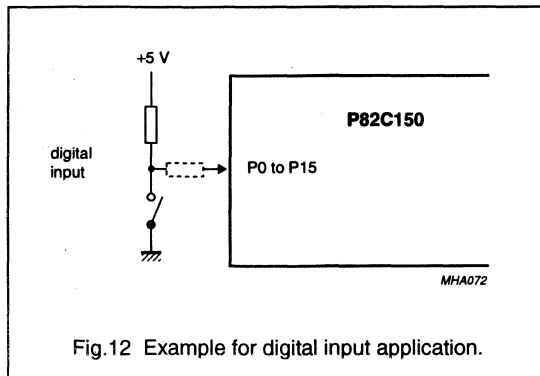 +5 V
P82C150
digital
input
P0 to P15
MHA072
Fig.12 Example for digital input application.